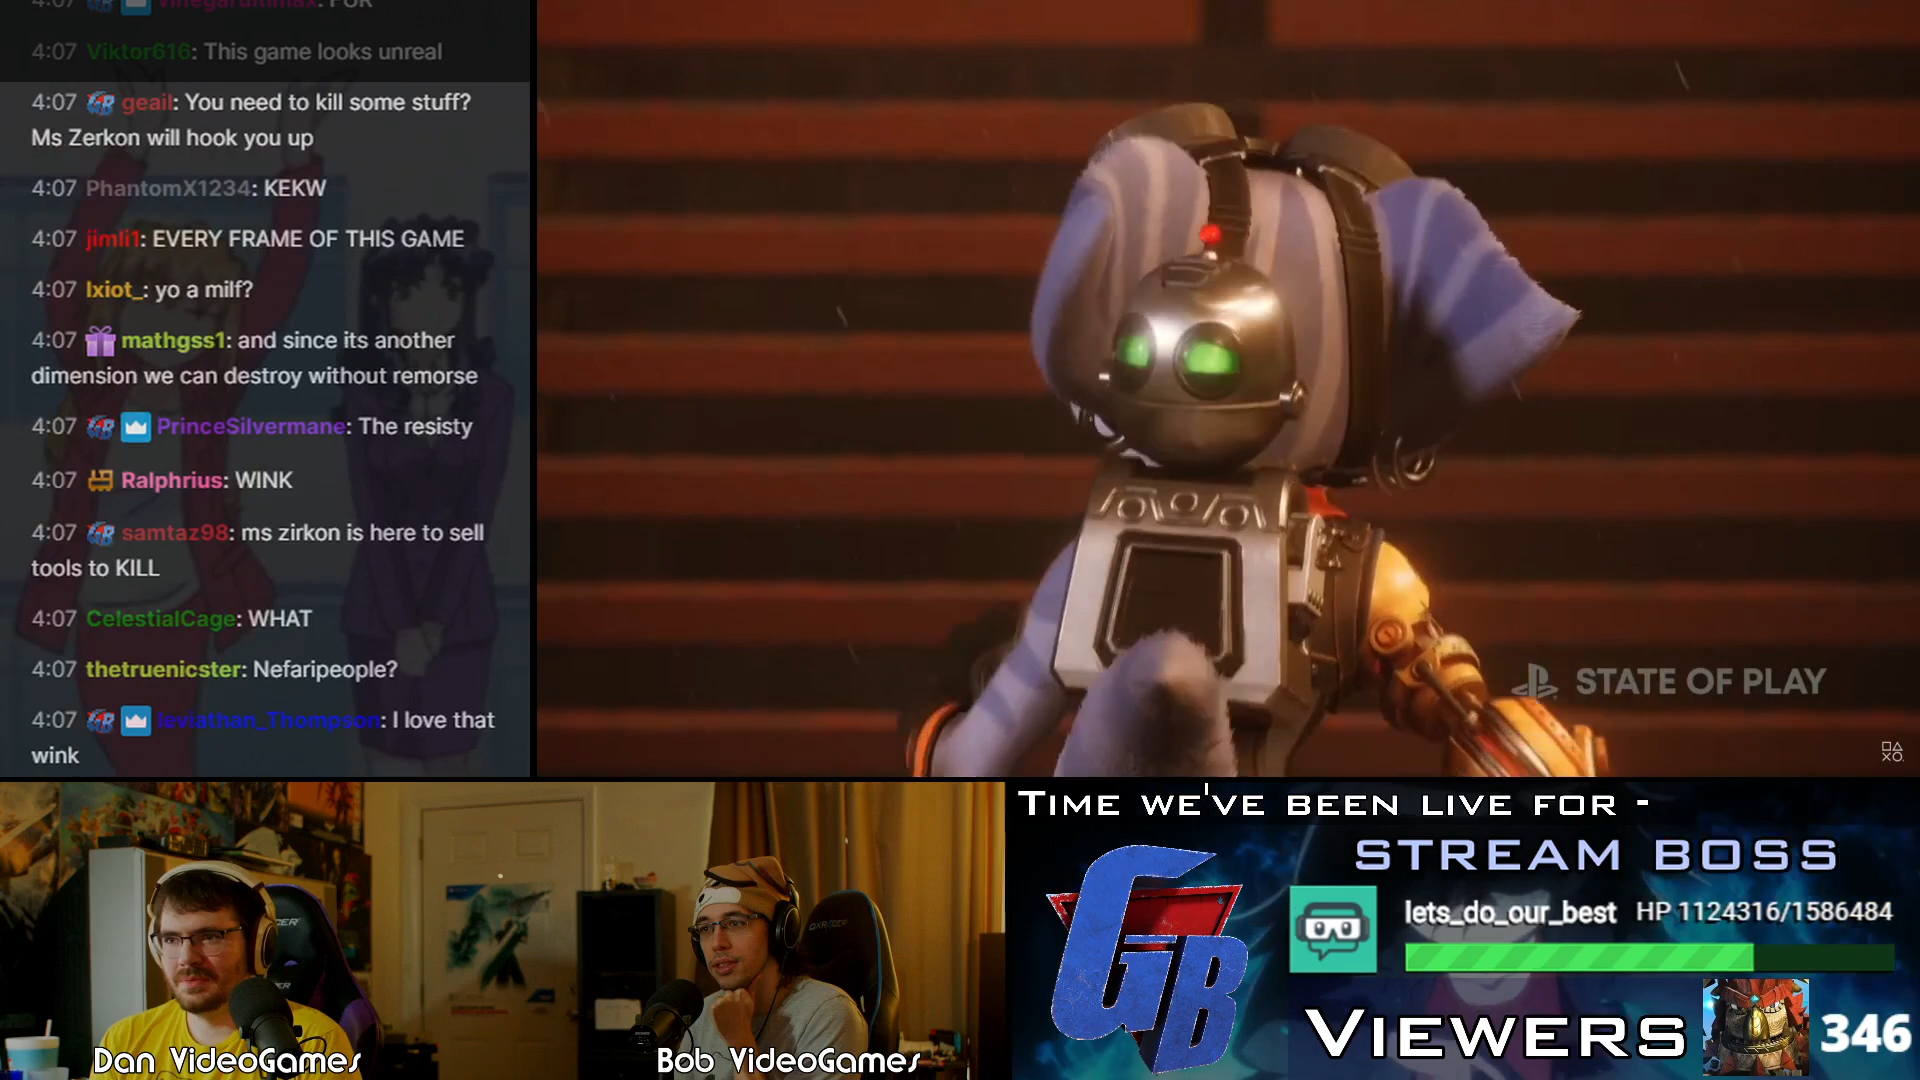 4:07 vinegarultimax: FOR
4:07 Viktor616: This game looks unreal
4:07 geail: You need to kill some stuff?
Ms Zerkon will hook you up
4:07 PhantomX1234: KEKW
4:07 jimli1: EVERY FRAME OF THIS GAME
4:07 Ixiot_: yo a milf?
4:07 mathgss1: and since its another
dimension we can destroy without remorse
4:07 PrinceSilvermane: The resisty
4:07 Ralphrius: WINK
4:07 samtaz98: ms zirkon is here to sell
tools to KILL
4:07 CelestialCage: WHAT
4:07 thetruenicster: Nefaripeople?
4:07 leviathan_Thompson: I love that
wink
STATE OF PLAY
Dan VideoGames
Bob VideoGames
TIME WE'VE BEEN LIVE FOR -
STREAM BOSS
lets_do_our_best HP 1124316/1586484
GB
VIEWERS 346